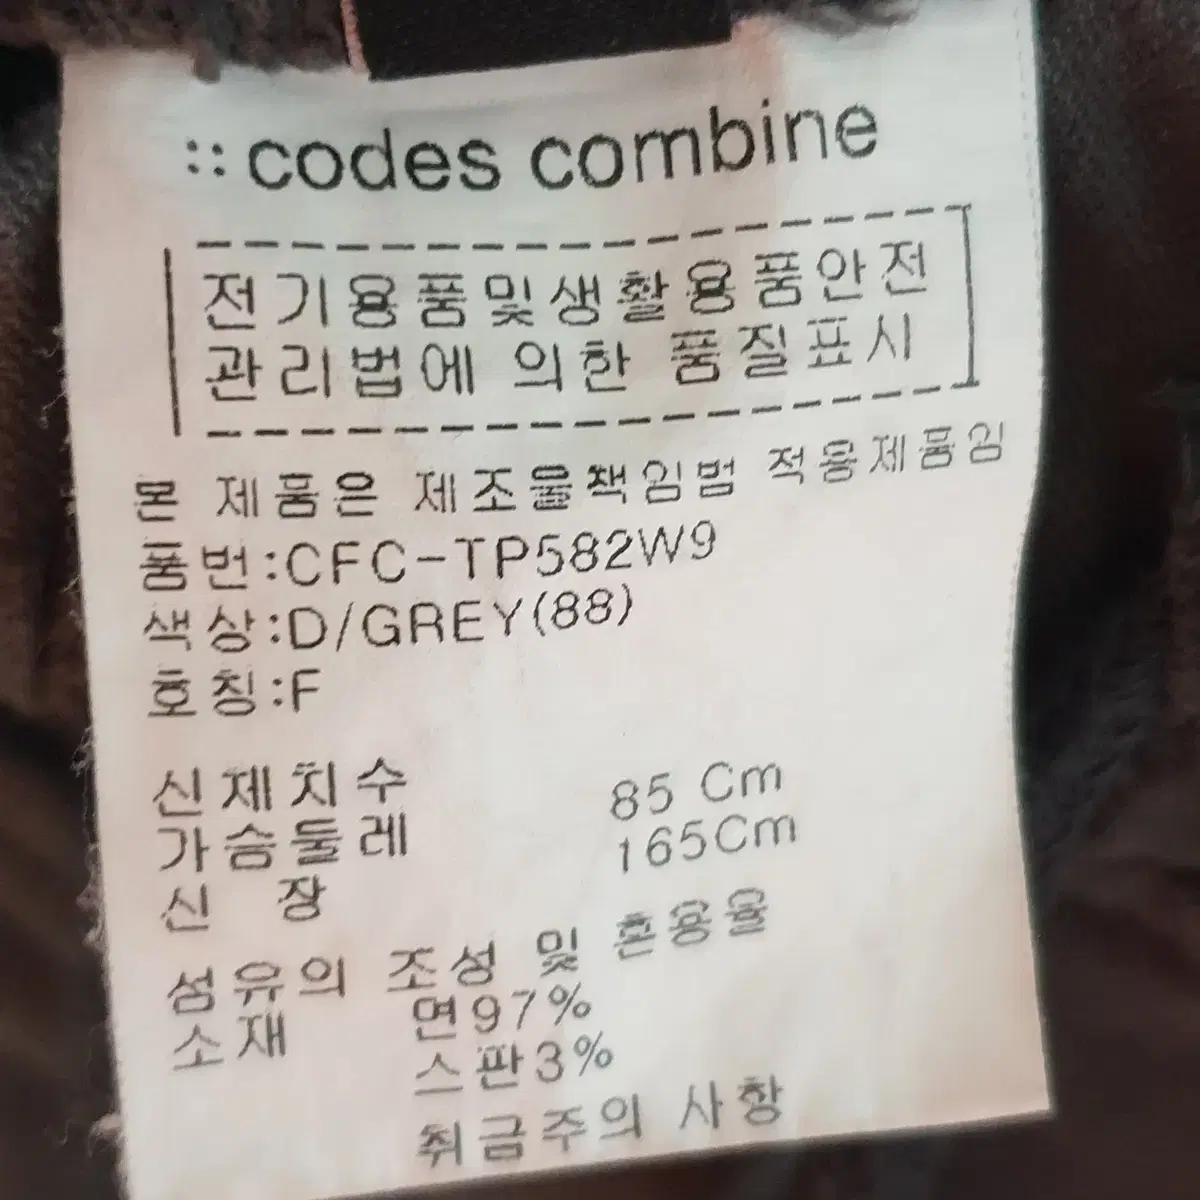 :: codes combine
전기용품및생활용품안전
관리법에 의한 품질표시
본 제품은 제조물책임법 적용제품임
품번:CFC-TP582W9
색상:D/GREY(88)
호칭:F
신체치수
가슴둘레 85 Cm
신 장 165Cm
섬유의 조성 및 혼용율
소재 면97%
스판3%
취급주의 사항